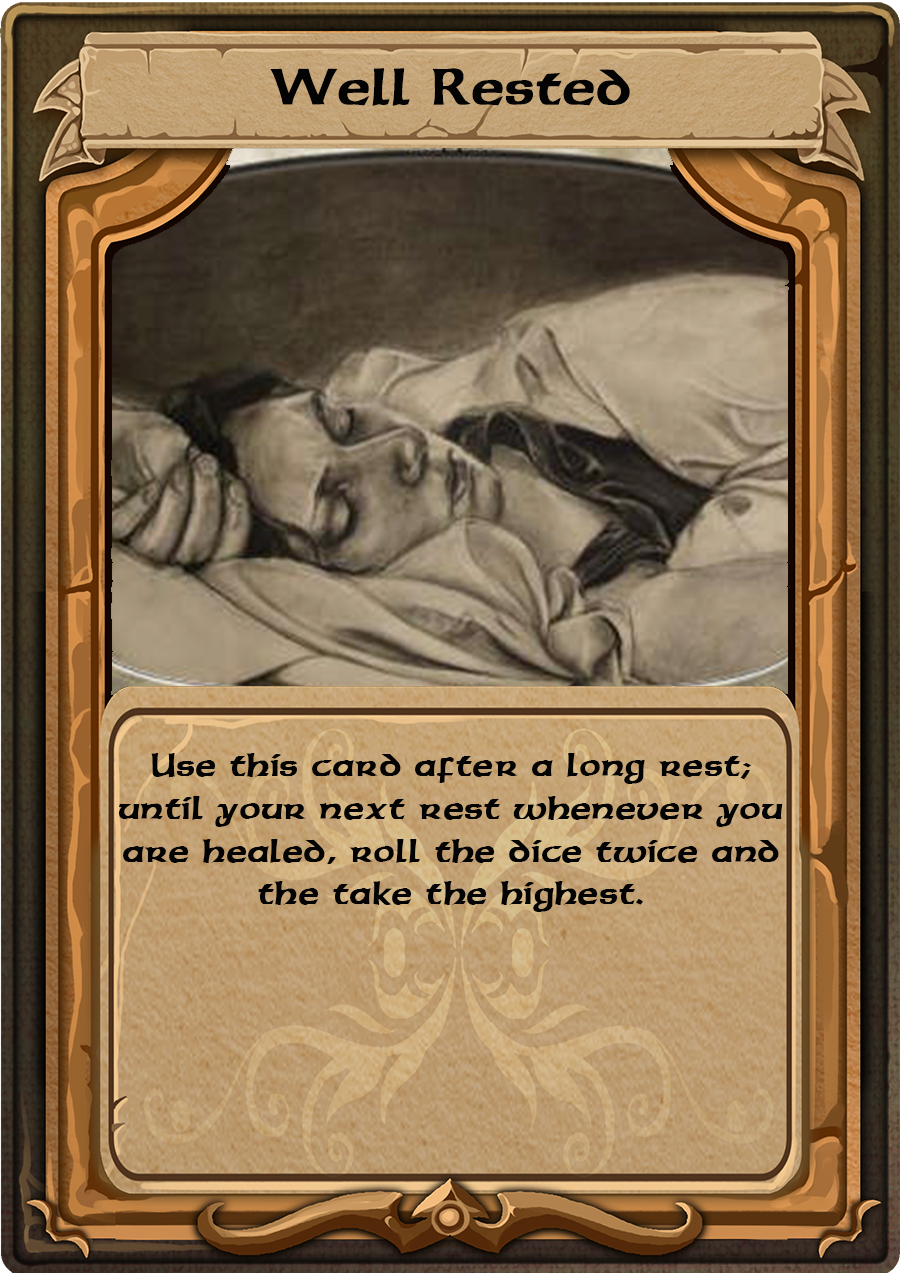 Well Rested
Use this card after a long rest;
until your next rest whenever you
are healed, roll the dice twice and
the take the highest.